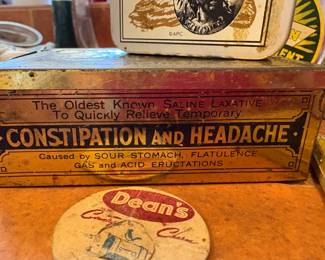 ©APC
The Oldest Known SALINE LAXATIVE
To Quickly Relieve Temporary
CONSTIPATION AND HEADACHE
Caused by SOUR STOMACH, FLATULENCE
GAS and ACID ERUCTATIONS
Dean's